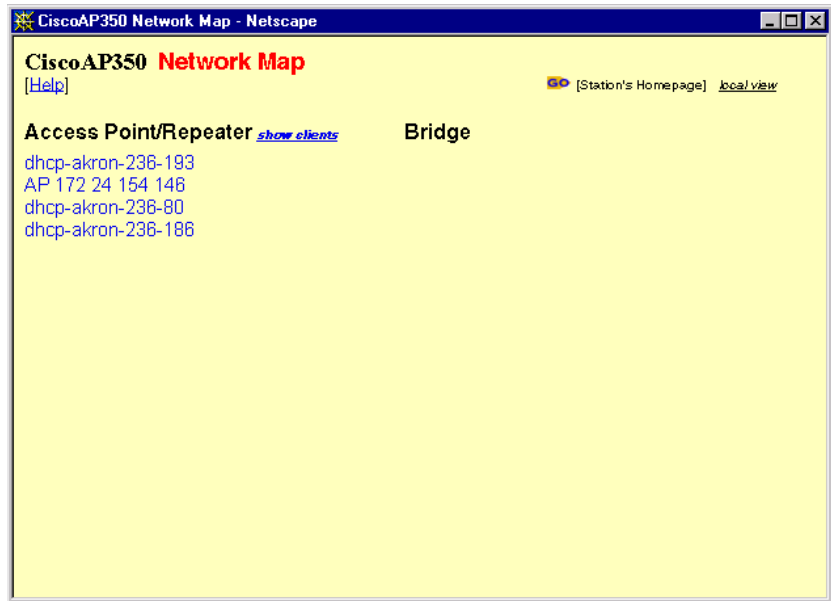 CiscoAP350 Network Map - Netscape
CiscoAP350 Network Map
[Help]
GO [Station's Homepage] local view
Access Point/Repeater show clients Bridge
dhcp-akron-236-193
AP 172 24 154 146
dhcp-akron-236-80
dhcp-akron-236-186